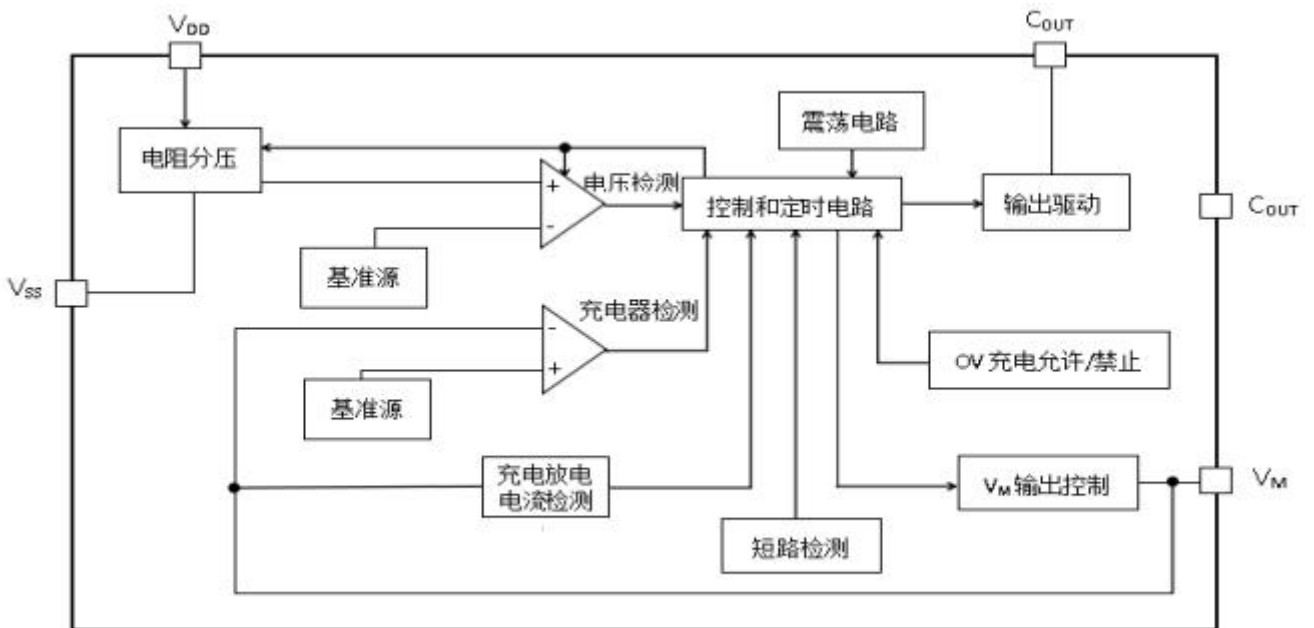 VDD
COUT
震荡电路
电阻分压
电压检测
控制和定时电路
输出驱动
COUT
+
-
基准源
VSS
充电器检测
-
+
0V 充电允许/禁止
基准源
充电放电
电流检测
VM 输出控制
VM
短路检测